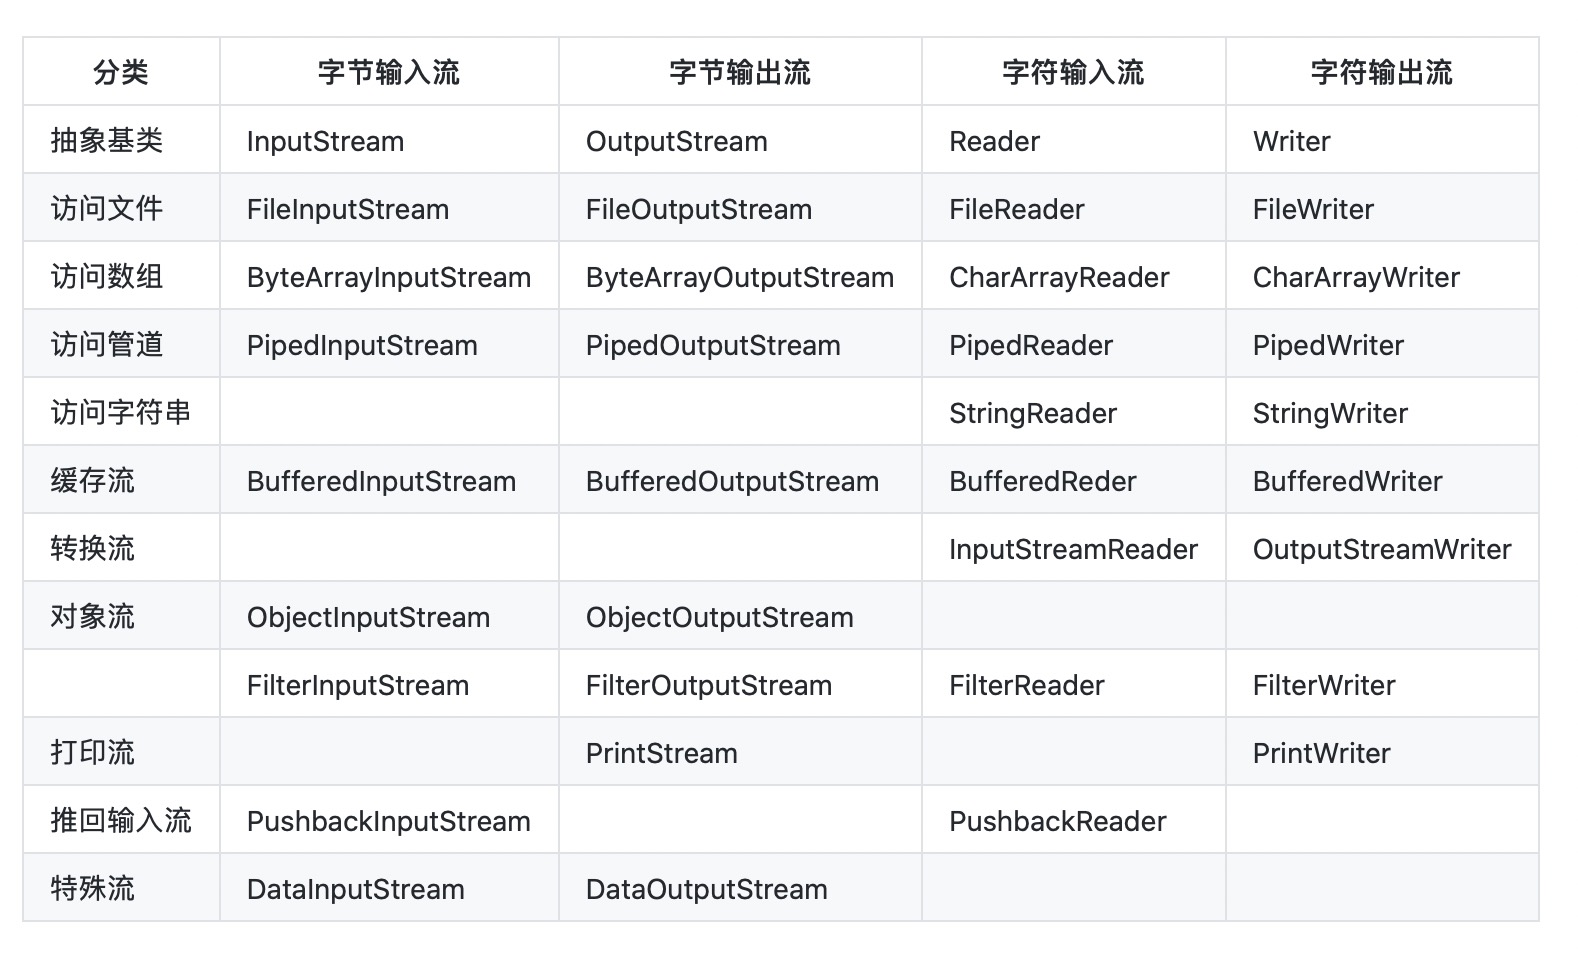 分类 字节输入流 字节输出流 字符输入流 字符输出流
抽象基类 InputStream OutputStream Reader Writer
访问文件 FileInputStream FileOutputStream FileReader FileWriter
访问数组 ByteArrayInputStream ByteArrayOutputStream CharArrayReader CharArrayWriter
访问管道 PipedInputStream PipedOutputStream PipedReader PipedWriter
访问字符串 StringReader StringWriter
缓存流 BufferedInputStream BufferedOutputStream BufferedReder BufferedWriter
转换流 InputStreamReader OutputStreamWriter
对象流 ObjectInputStream ObjectOutputStream
FilterInputStream FilterOutputStream FilterReader FilterWriter
打印流 PrintStream PrintWriter
推回输入流 PushbackInputStream PushbackReader
特殊流 DataInputStream DataOutputStream